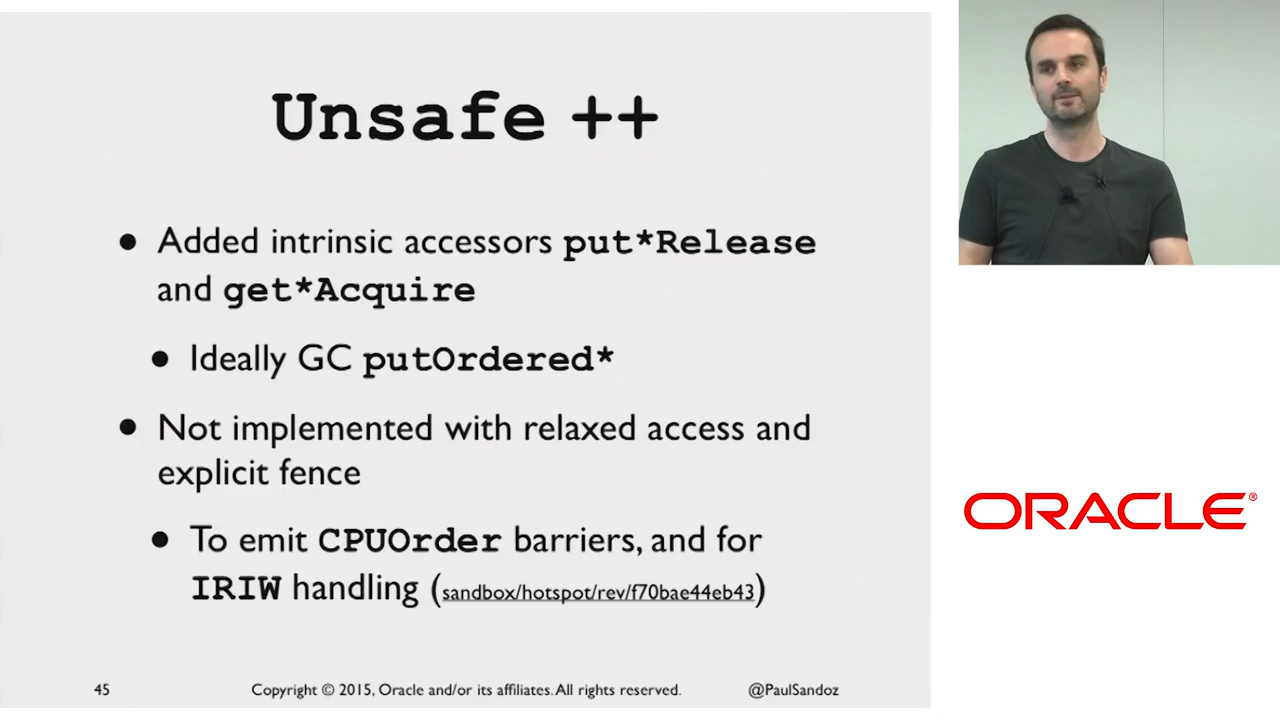 Unsafe ++
• Added intrinsic accessors put*Release
and get*Acquire
• Ideally GC putOrdered*
• Not implemented with relaxed access and
explicit fence
• To emit CPUOrder barriers, and for
IRIW handling (sandbox/hotspot/rev/f70bae44eb43)
45
Copyright © 2015, Oracle and/or its affiliates. All rights reserved.
@PaulSandoz
ORACLE®